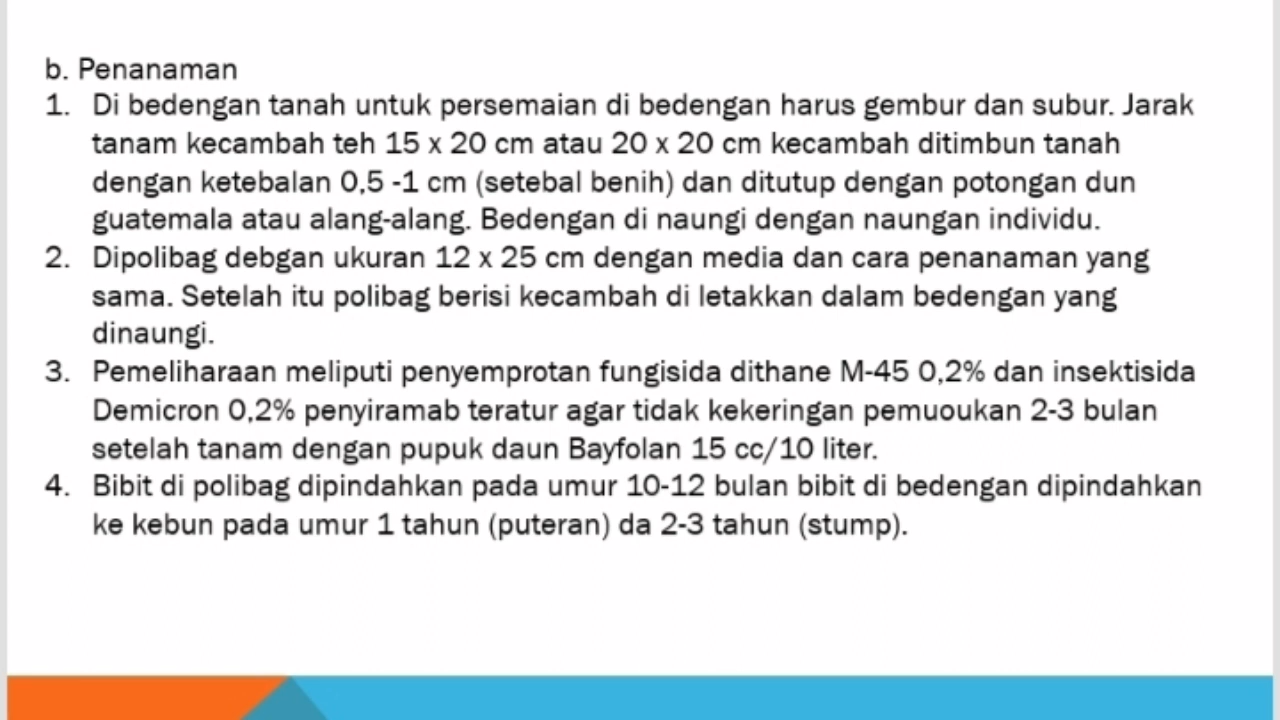 b. Penanaman
1. Di bedengan tanah untuk persemaian di bedengan harus gembur dan subur. Jarak
tanam kecambah teh 15 x 20 cm atau 20 x 20 cm kecambah ditimbun tanah
dengan ketebalan 0,5 -1 cm (setebal benih) dan ditutup dengan potongan dun
guatemala atau alang-alang. Bedengan di naungi dengan naungan individu.
2. Dipolibag debgan ukuran 12 x 25 cm dengan media dan cara penanaman yang
sama. Setelah itu polibag berisi kecambah di letakkan dalam bedengan yang
dinaungi.
3. Pemeliharaan meliputi penyemprotan fungisida dithane M-45 0,2% dan insektisida
Demicron 0,2% penyiramab teratur agar tidak kekeringan pemuoukan 2-3 bulan
setelah tanam dengan pupuk daun Bayfolan 15 cc/10 liter.
4. Bibit di polibag dipindahkan pada umur 10-12 bulan bibit di bedengan dipindahkan
ke kebun pada umur 1 tahun (puteran) da 2-3 tahun (stump).